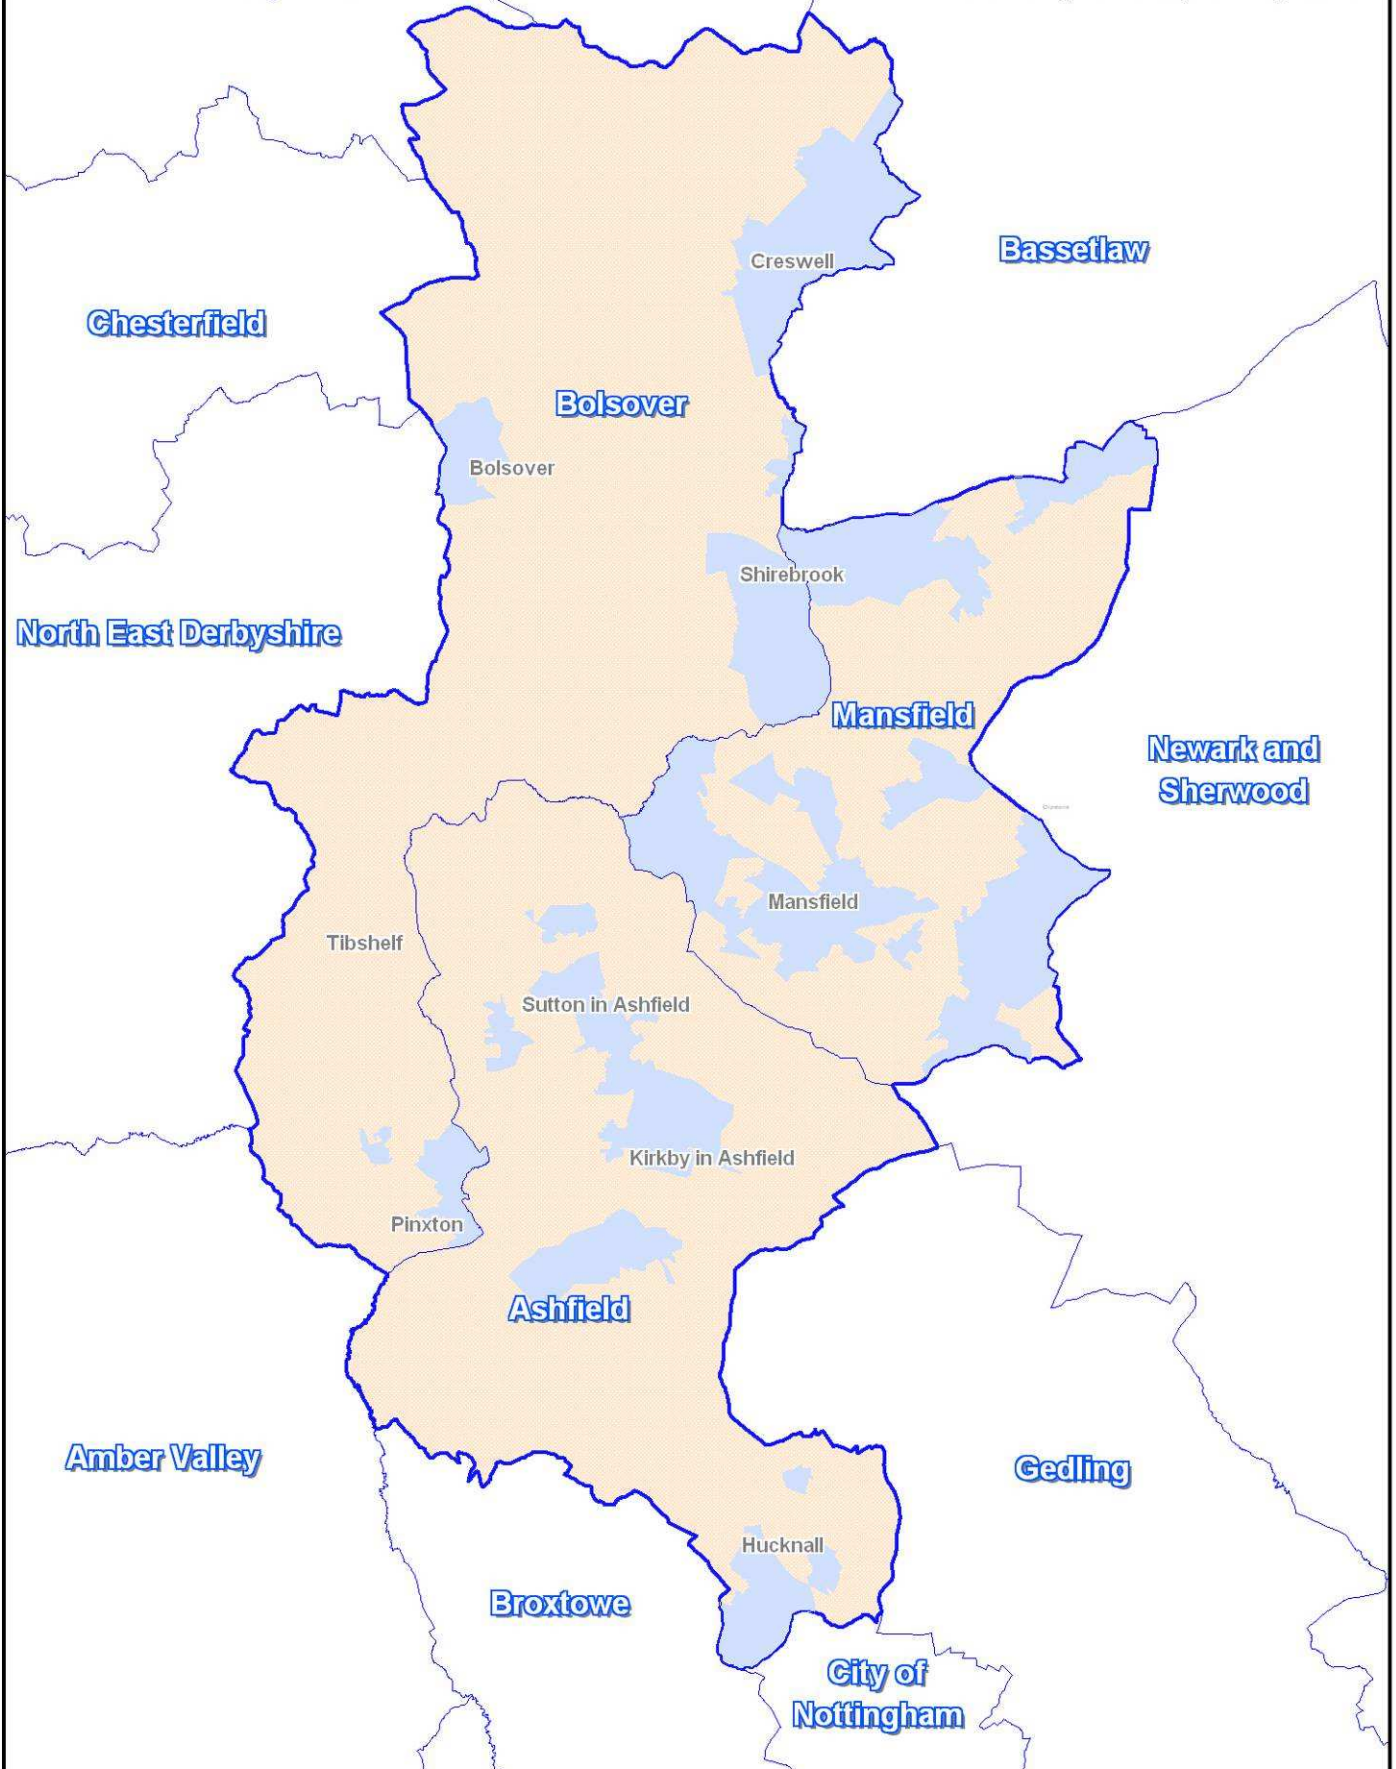 Bassetlaw
Creswell
Chesterfield
Bolsover
Bolsover
Shirebrook
North East Derbyshire
Mansfield
Newark and
Sherwood
Mansfield
Tibshelf
Sutton in Ashfield
Kirkby in Ashfield
Pinxton
Ashfield
Amber Valley
Gedling
Hucknall
Broxtowe
City of
Nottingham